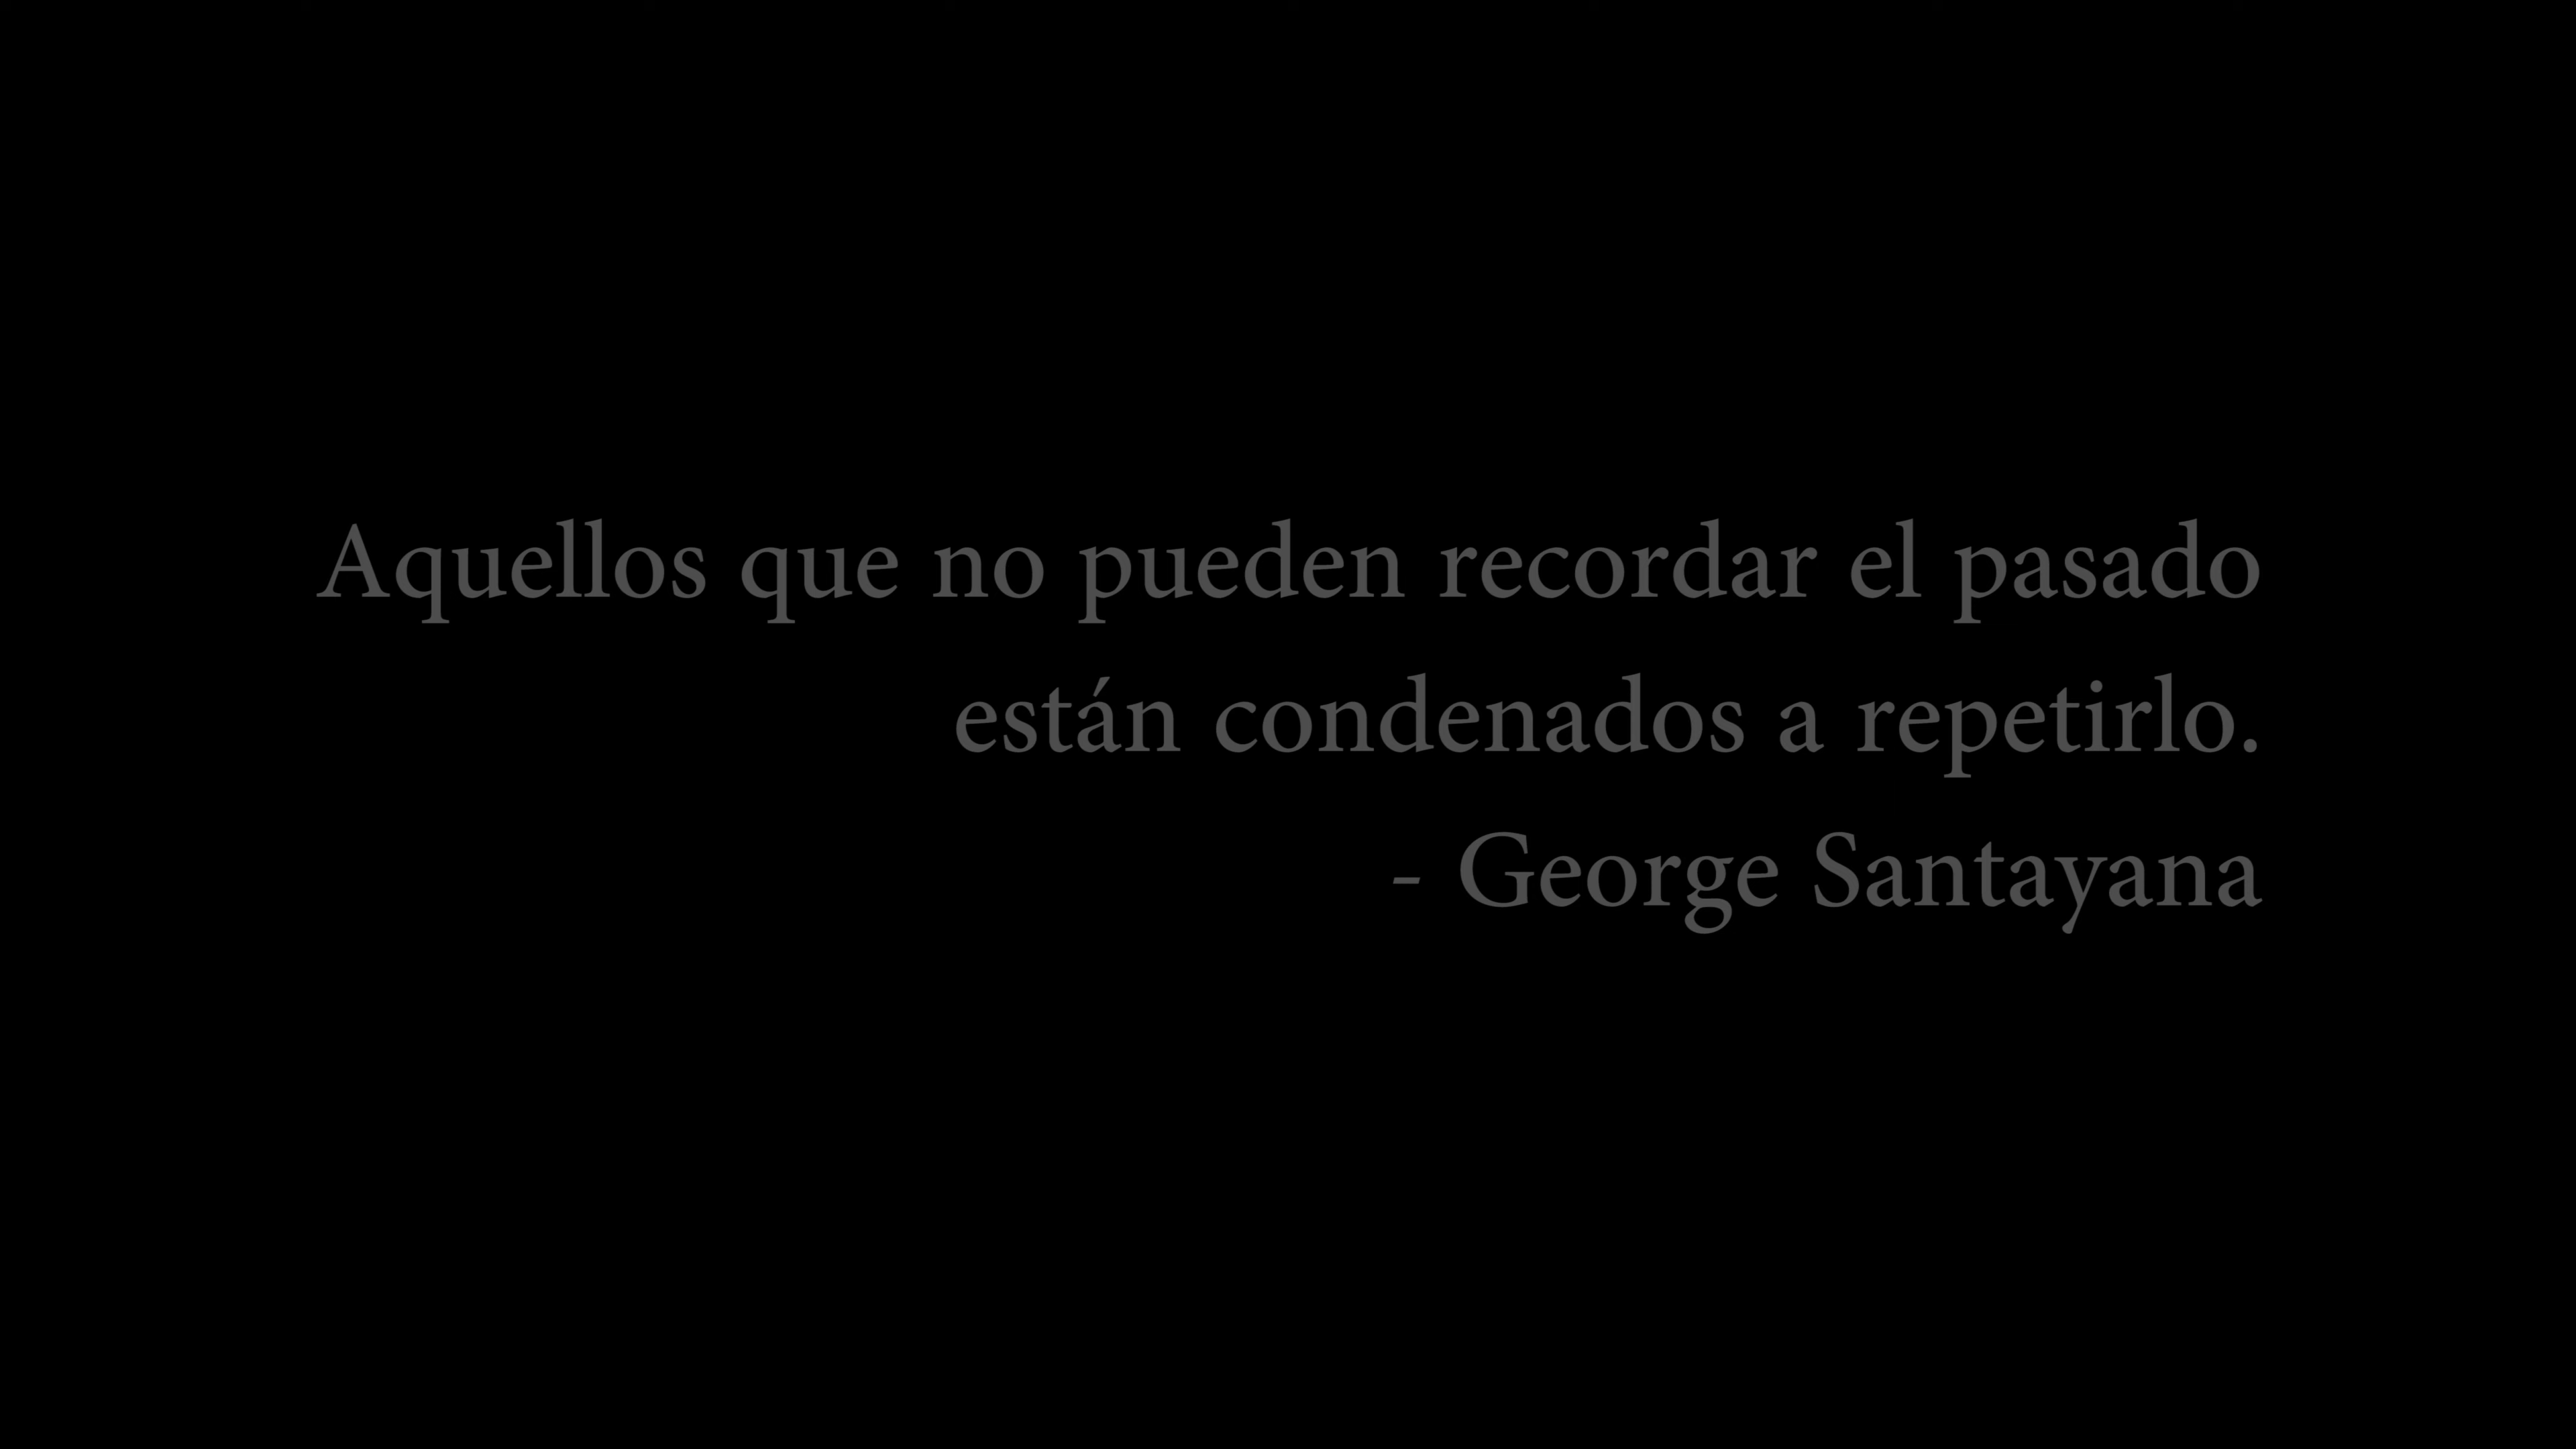 Aquellos que no pueden recordar el pasado
están condenados a repetirlo.
- George Santayana